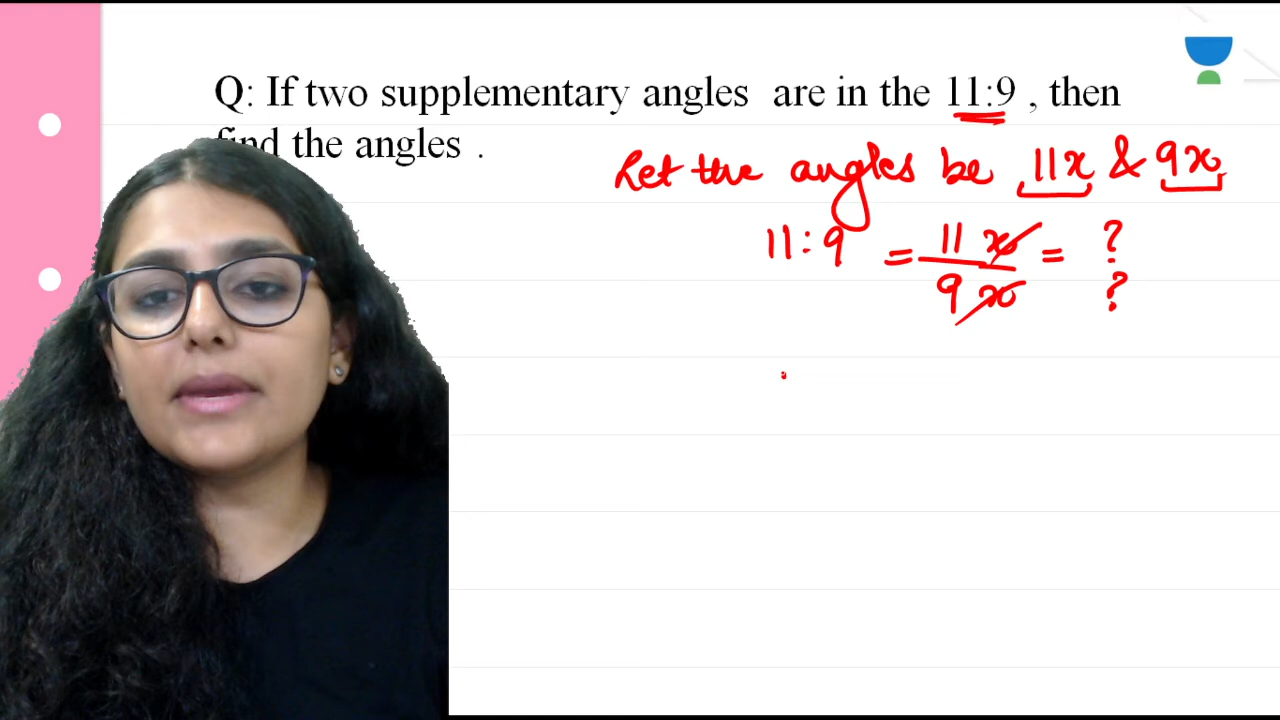 Q: If two supplementary angles are in the 11:9 , then
find the angles .
Let the angles be 11x & 9x
11:9 = 11x/9x = ?/?